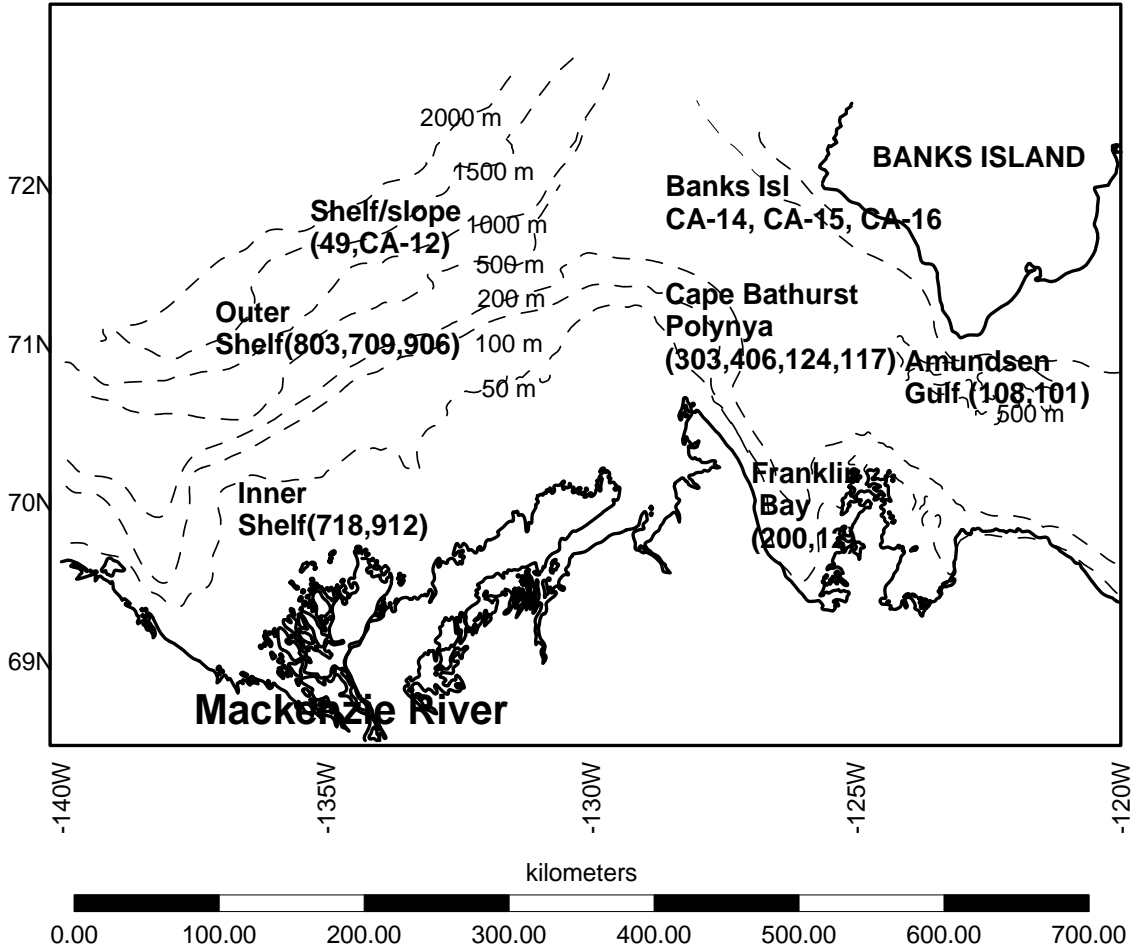 2000 m
BANKS ISLAND
1500 m
72N
Banks Isl
CA-14, CA-15, CA-16
Shelf/slope
(49,CA-12)
1000 m
500 m
200 m
Cape Bathurst
Polynya
(303,406,124,117)
Outer
Shelf(803,709,906)
71N
100 m
Amundsen
Gulf (108,101)
50 m
500 m
Franklin
Bay
(200,12)
70N
Inner
Shelf(718,912)
69N
Mackenzie River
-140W
-135W
-130W
-125W
-120W
kilometers
0.00 100.00 200.00 300.00 400.00 500.00 600.00 700.00